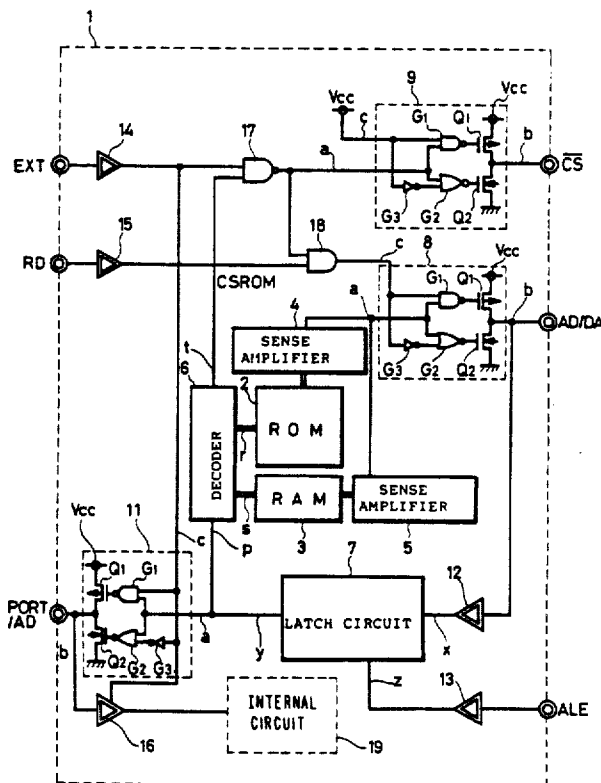 1
14
EXT
17
Vcc
9
Vcc
G1
Q1
c
a
b
CS
G3
G2
Q2
15
RD
18
CSROM
c
8
Vcc
4
a
G1
Q1
b
AD/DA
SENSE
AMPLIFIER
G3
G2
Q2
t
6
2
DECODER
ROM
r
RAM
SENSE
AMPLIFIER
s
p
3
5
Vcc
11
c
7
12
Q1
G1
PORT
/AD
LATCH CIRCUIT
a
y
x
b
Q2
G2
G3
z
13
INTERNAL
CIRCUIT
ALE
16
19